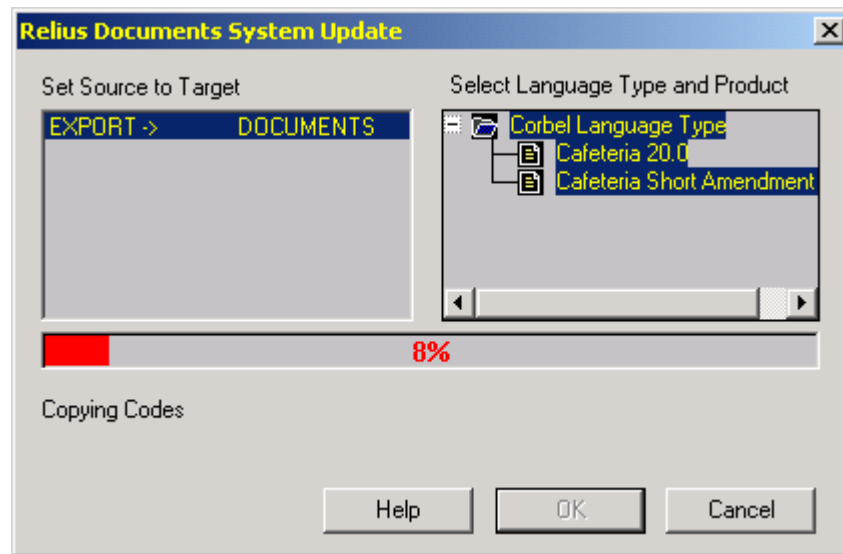 Relius Documents System Update
Set Source to Target
EXPORT -> DOCUMENTS
Select Language Type and Product
Corbel Language Type
Cafeteria 20.0
Cafeteria Short Amendment
8%
Copying Codes
Help OK Cancel